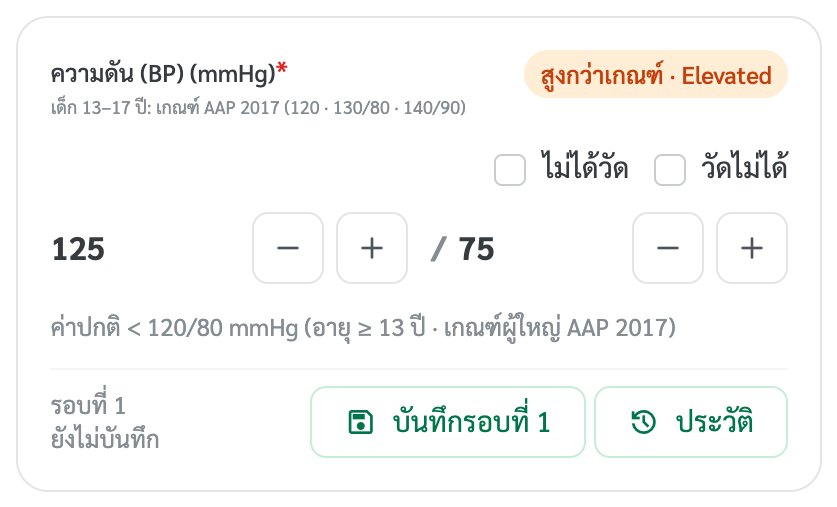 ความดัน (BP) (mmHg)*
สูงกว่าเกณฑ์ · Elevated
เด็ก 13–17 ปี: เกณฑ์ AAP 2017 (120 · 130/80 · 140/90)
ไม่ได้วัด วัดไม่ได้
125 − + / 75 − +
ค่าปกติ < 120/80 mmHg (อายุ ≥ 13 ปี · เกณฑ์ผู้ใหญ่ AAP 2017)
รอบที่ 1
ยังไม่บันทึก
บันทึกรอบที่ 1
ประวัติ